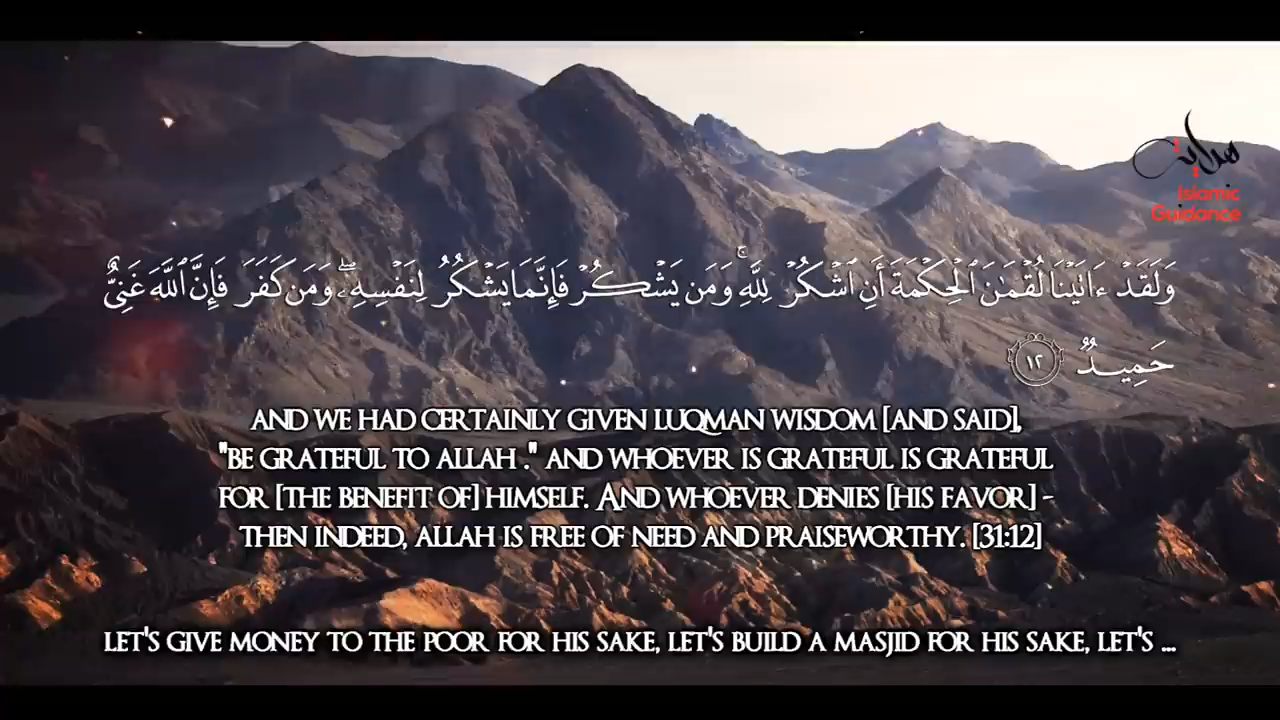 هداية
Islamic
Guidance
وَلَقَدْ ءَاتَيْنَا لُقْمَٰنَ ٱلْحِكْمَةَ أَنِ ٱشْكُرْ لِلَّهِ ۚ وَمَن يَشْكُرْ فَإِنَّمَا يَشْكُرُ لِنَفْسِهِۦ ۖ وَمَن كَفَرَ فَإِنَّ ٱللَّهَ غَنِىٌّ
حَمِيدٌ ١٢
AND WE HAD CERTAINLY GIVEN LUQMAN WISDOM [AND SAID],
"BE GRATEFUL TO ALLAH ." AND WHOEVER IS GRATEFUL IS GRATEFUL
FOR [THE BENEFIT OF] HIMSELF. AND WHOEVER DENIES [HIS FAVOR] -
THEN INDEED, ALLAH IS FREE OF NEED AND PRAISEWORTHY. [31:12]
LET'S GIVE MONEY TO THE POOR FOR HIS SAKE, LET'S BUILD A MASJID FOR HIS SAKE, LET'S ...